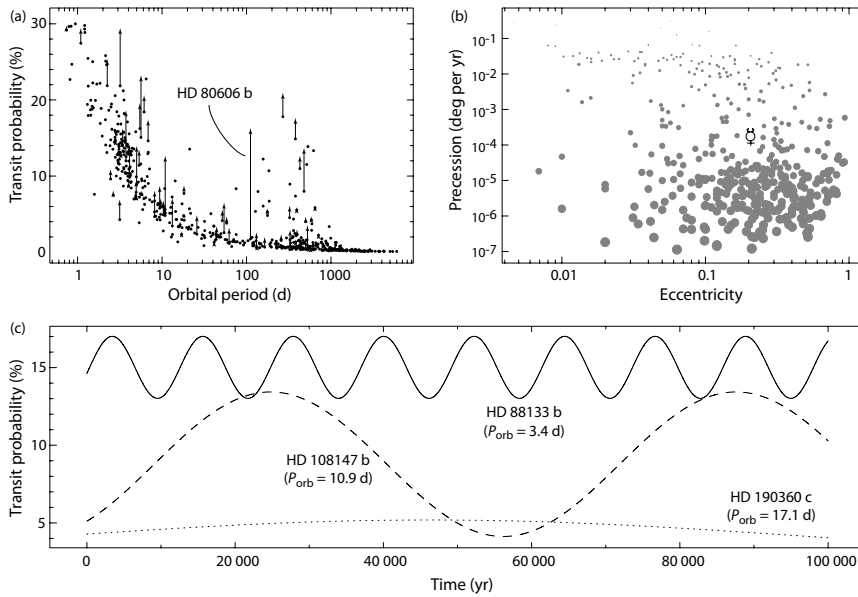 (a)
30
20
10
0
Transit probability (%)
HD 80606 b
1
10
100
1000
Orbital period (d)
(b)
10-1
10-2
10-3
10-4
10-5
10-6
10-7
Precession (deg per yr)
☿
0.01
0.1
1
Eccentricity
(c)
15
10
5
Transit probability (%)
HD 88133 b
(Porb = 3.4 d)
HD 108147 b
(Porb = 10.9 d)
HD 190360 c
(Porb = 17.1 d)
0
20 000
40 000
60 000
80 000
100 000
Time (yr)